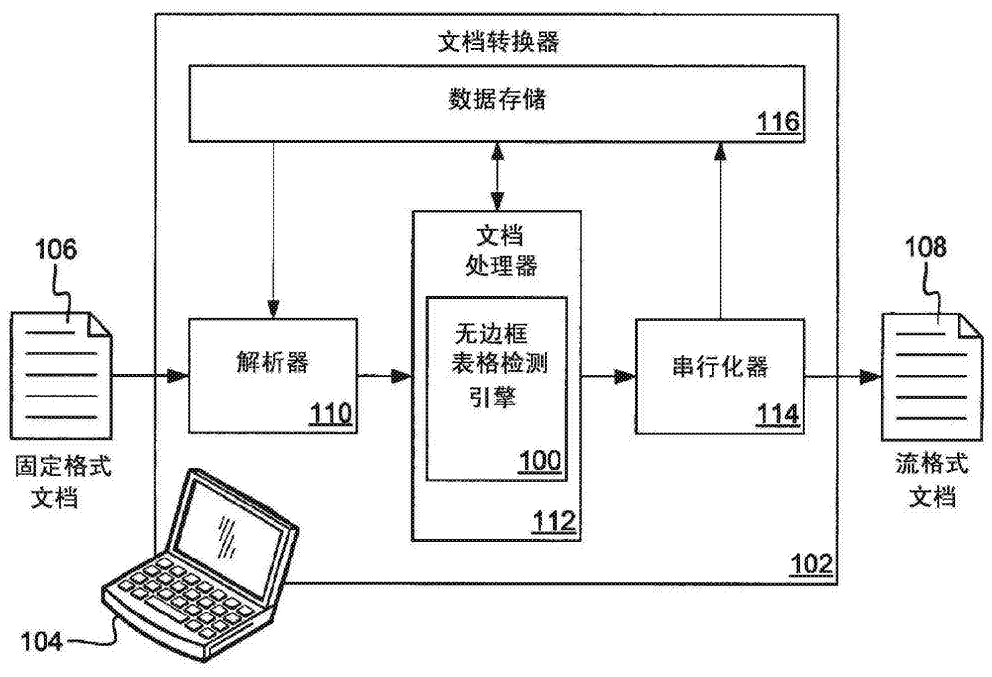 文档转换器
数据存储
116
106
固定格式
文档
解析器
110
文档
处理器
无边框
表格检测
引擎
100
112
串行化器
114
108
流格式
文档
102
104